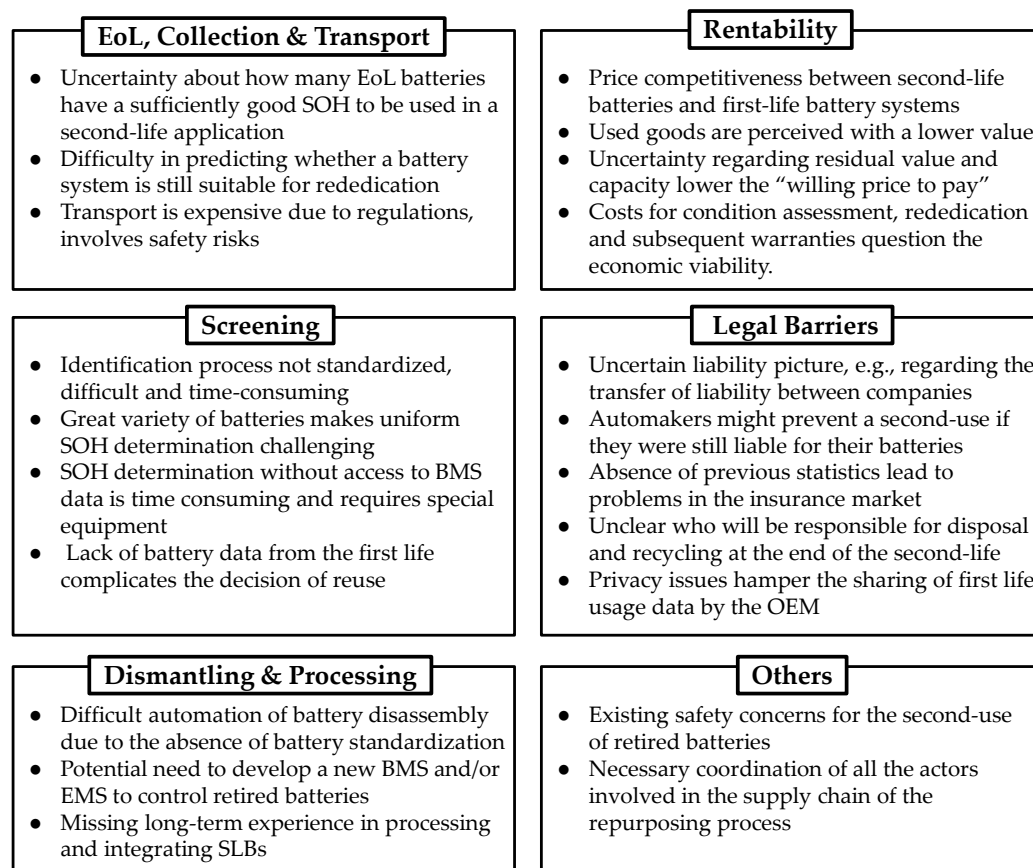 EoL, Collection & Transport
● Uncertainty about how many EoL batteries
have a sufficiently good SOH to be used in a
second-life application
● Difficulty in predicting whether a battery
system is still suitable for rededication
● Transport is expensive due to regulations,
involves safety risks
Rentability
● Price competitiveness between second-life
batteries and first-life battery systems
● Used goods are perceived with a lower value
● Uncertainty regarding residual value and
capacity lower the “willing price to pay”
● Costs for condition assessment, rededication
and subsequent warranties question the
economic viability.
Screening
● Identification process not standardized,
difficult and time-consuming
● Great variety of batteries makes uniform
SOH determination challenging
● SOH determination without access to BMS
data is time consuming and requires special
equipment
● Lack of battery data from the first life
complicates the decision of reuse
Legal Barriers
● Uncertain liability picture, e.g., regarding the
transfer of liability between companies
● Automakers might prevent a second-use if
they were still liable for their batteries
● Absence of previous statistics lead to
problems in the insurance market
● Unclear who will be responsible for disposal
and recycling at the end of the second-life
● Privacy issues hamper the sharing of first life
usage data by the OEM
Dismantling & Processing
● Difficult automation of battery disassembly
due to the absence of battery standardization
● Potential need to develop a new BMS and/or
EMS to control retired batteries
● Missing long-term experience in processing
and integrating SLBs
Others
● Existing safety concerns for the second-use
of retired batteries
● Necessary coordination of all the actors
involved in the supply chain of the
repurposing process